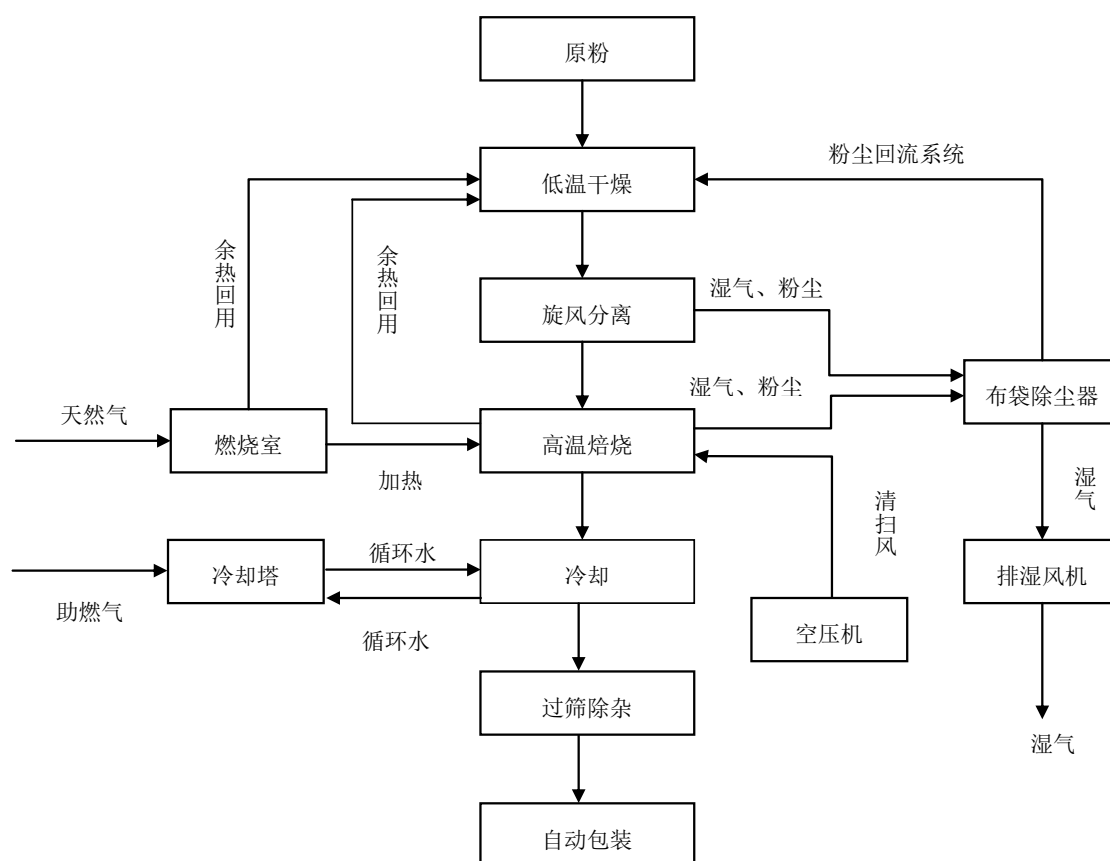 原粉
粉尘回流系统
低温干燥
余热回用
余热回用
湿气、粉尘
旋风分离
湿气、粉尘
布袋除尘器
天然气
燃烧室
高温焙烧
加热
清扫风
湿气
循环水
冷却塔
冷却
排湿风机
助燃气
循环水
空压机
过筛除杂
湿气
自动包装